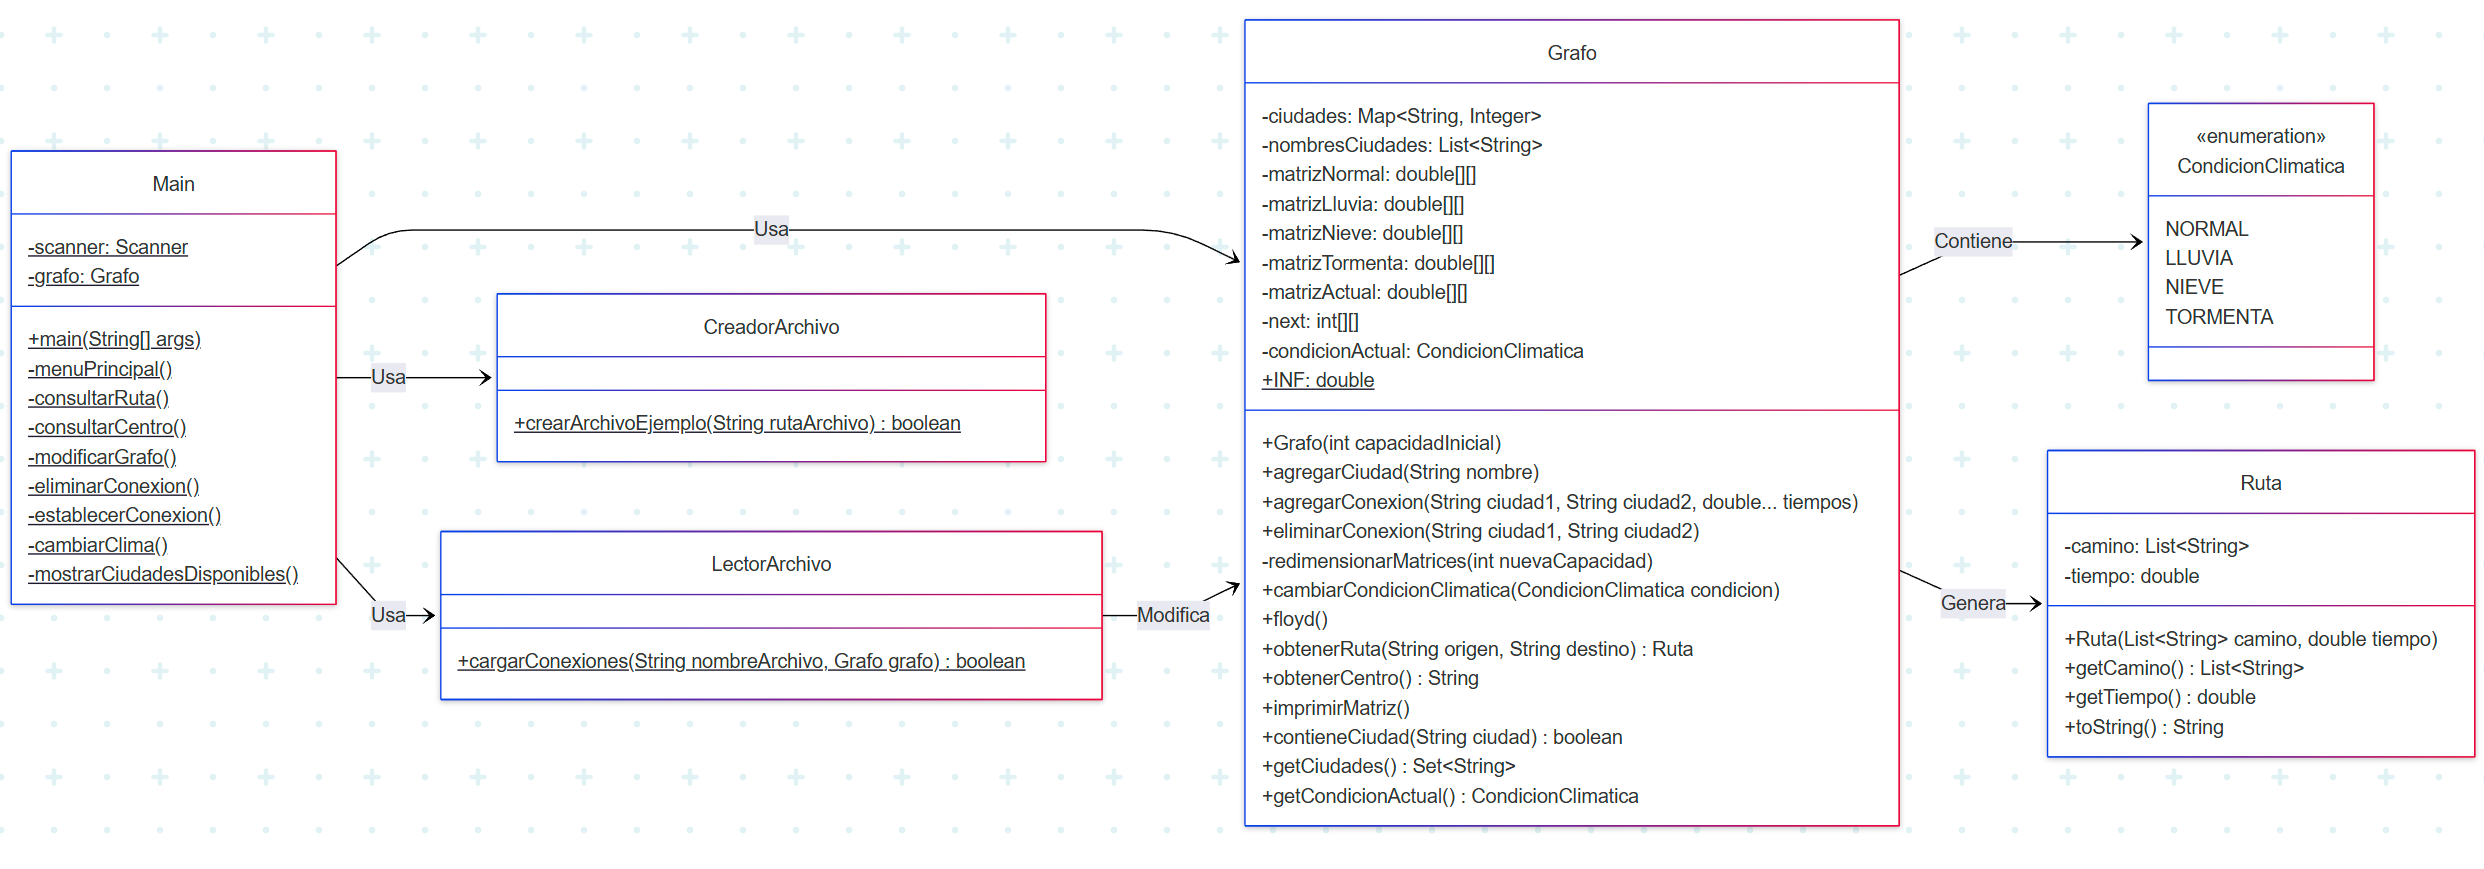 Main
-scanner: Scanner
-grafo: Grafo
+main(String[] args)
-menuPrincipal()
-consultarRuta()
-consultarCentro()
-modificarGrafo()
-eliminarConexion()
-establecerConexion()
-cambiarClima()
-mostrarCiudadesDisponibles()
Usa
Usa
Usa
CreadorArchivo
+crearArchivoEjemplo(String rutaArchivo) : boolean
LectorArchivo
+cargarConexiones(String nombreArchivo, Grafo grafo) : boolean
Modifica
Grafo
-ciudades: Map<String, Integer>
-nombresCiudades: List<String>
-matrizNormal: double[][]
-matrizLluvia: double[][]
-matrizNieve: double[][]
-matrizTormenta: double[][]
-matrizActual: double[][]
-next: int[][]
-condicionActual: CondicionClimatica
+INF: double
+Grafo(int capacidadInicial)
+agregarCiudad(String nombre)
+agregarConexion(String ciudad1, String ciudad2, double... tiempos)
+eliminarConexion(String ciudad1, String ciudad2)
-redimensionarMatrices(int nuevaCapacidad)
+cambiarCondicionClimatica(CondicionClimatica condicion)
+floyd()
+obtenerRuta(String origen, String destino) : Ruta
+obtenerCentro() : String
+imprimirMatriz()
+contieneCiudad(String ciudad) : boolean
+getCiudades() : Set<String>
+getCondicionActual() : CondicionClimatica
Contiene
Genera
«enumeration»
CondicionClimatica
NORMAL
LLUVIA
NIEVE
TORMENTA
Ruta
-camino: List<String>
-tiempo: double
+Ruta(List<String> camino, double tiempo)
+getCamino() : List<String>
+getTiempo() : double
+toString() : String